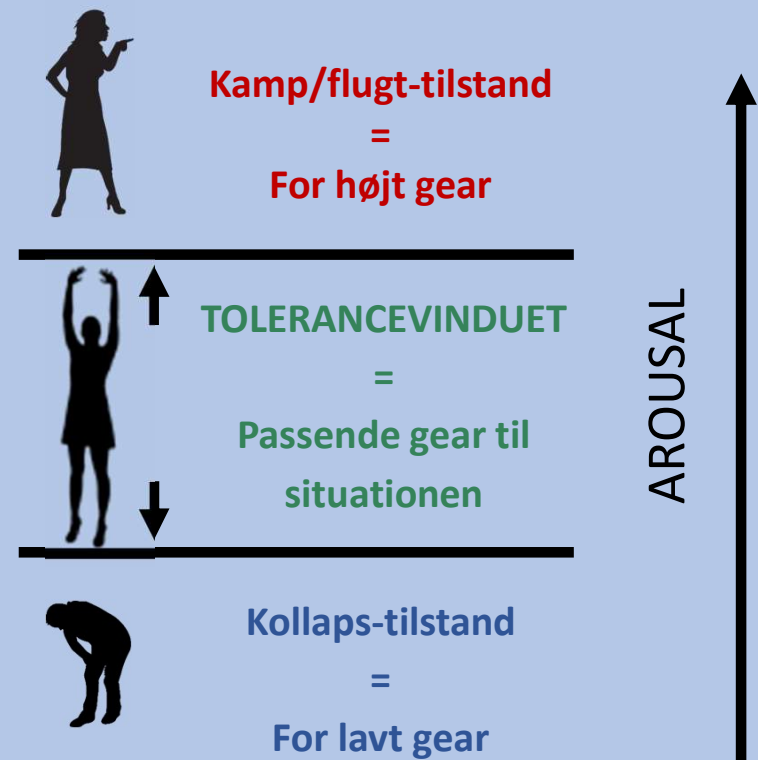 Kamp/flugt-tilstand
=
For højt gear
TOLERANCEVINDUET
=
Passende gear til
situationen
Kollaps-tilstand
=
For lavt gear
AROUSAL